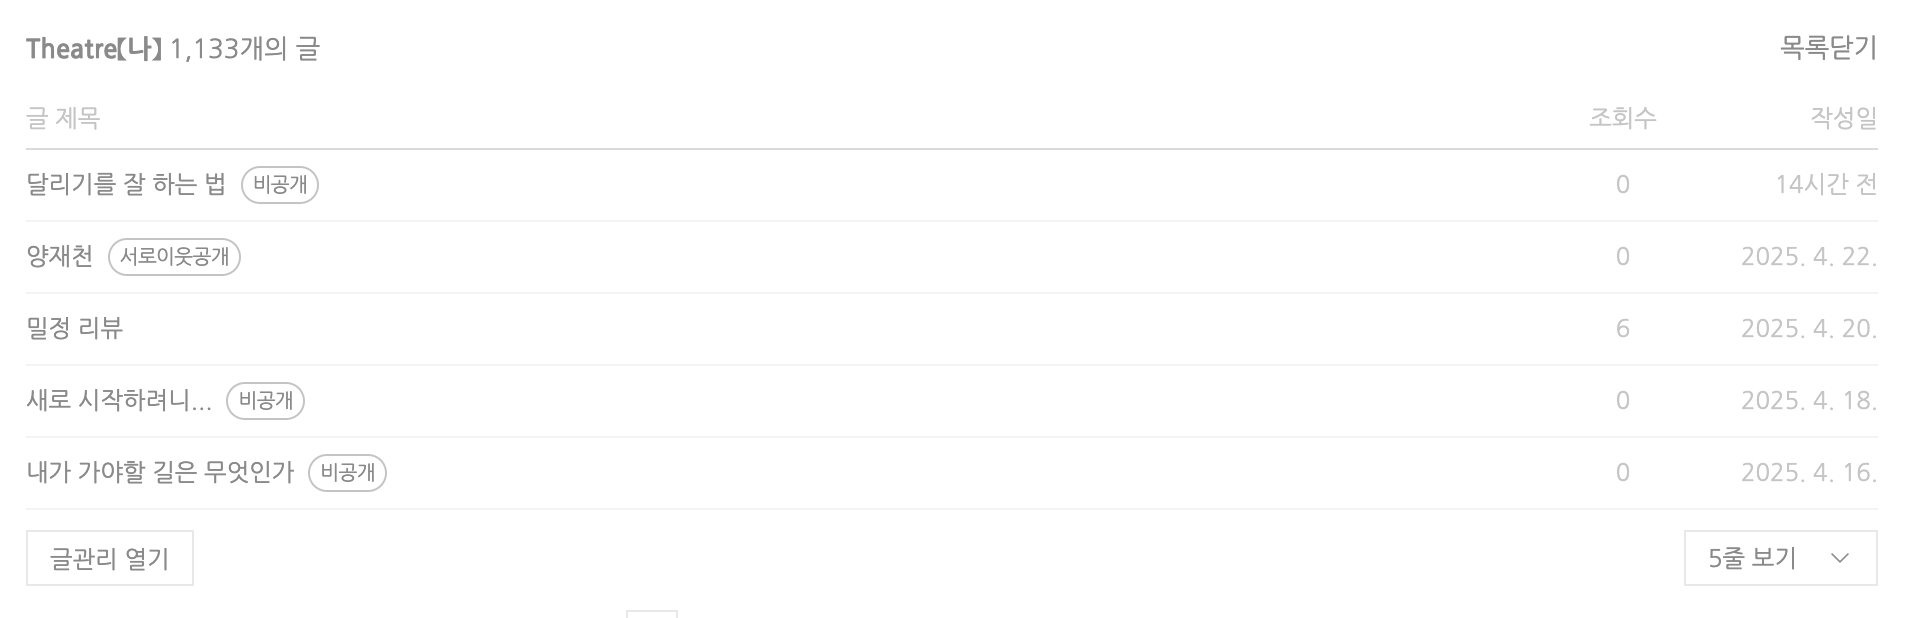 Theatre【나】 1,133개의 글 목록닫기
글 제목 조회수 작성일
달리기를 잘 하는 법 비공개 0 14시간 전
양재천 서로이웃공개 0 2025. 4. 22.
밀정 리뷰 6 2025. 4. 20.
새로 시작하려니... 비공개 0 2025. 4. 18.
내가 가야할 길은 무엇인가 비공개 0 2025. 4. 16.
글관리 열기 5줄 보기